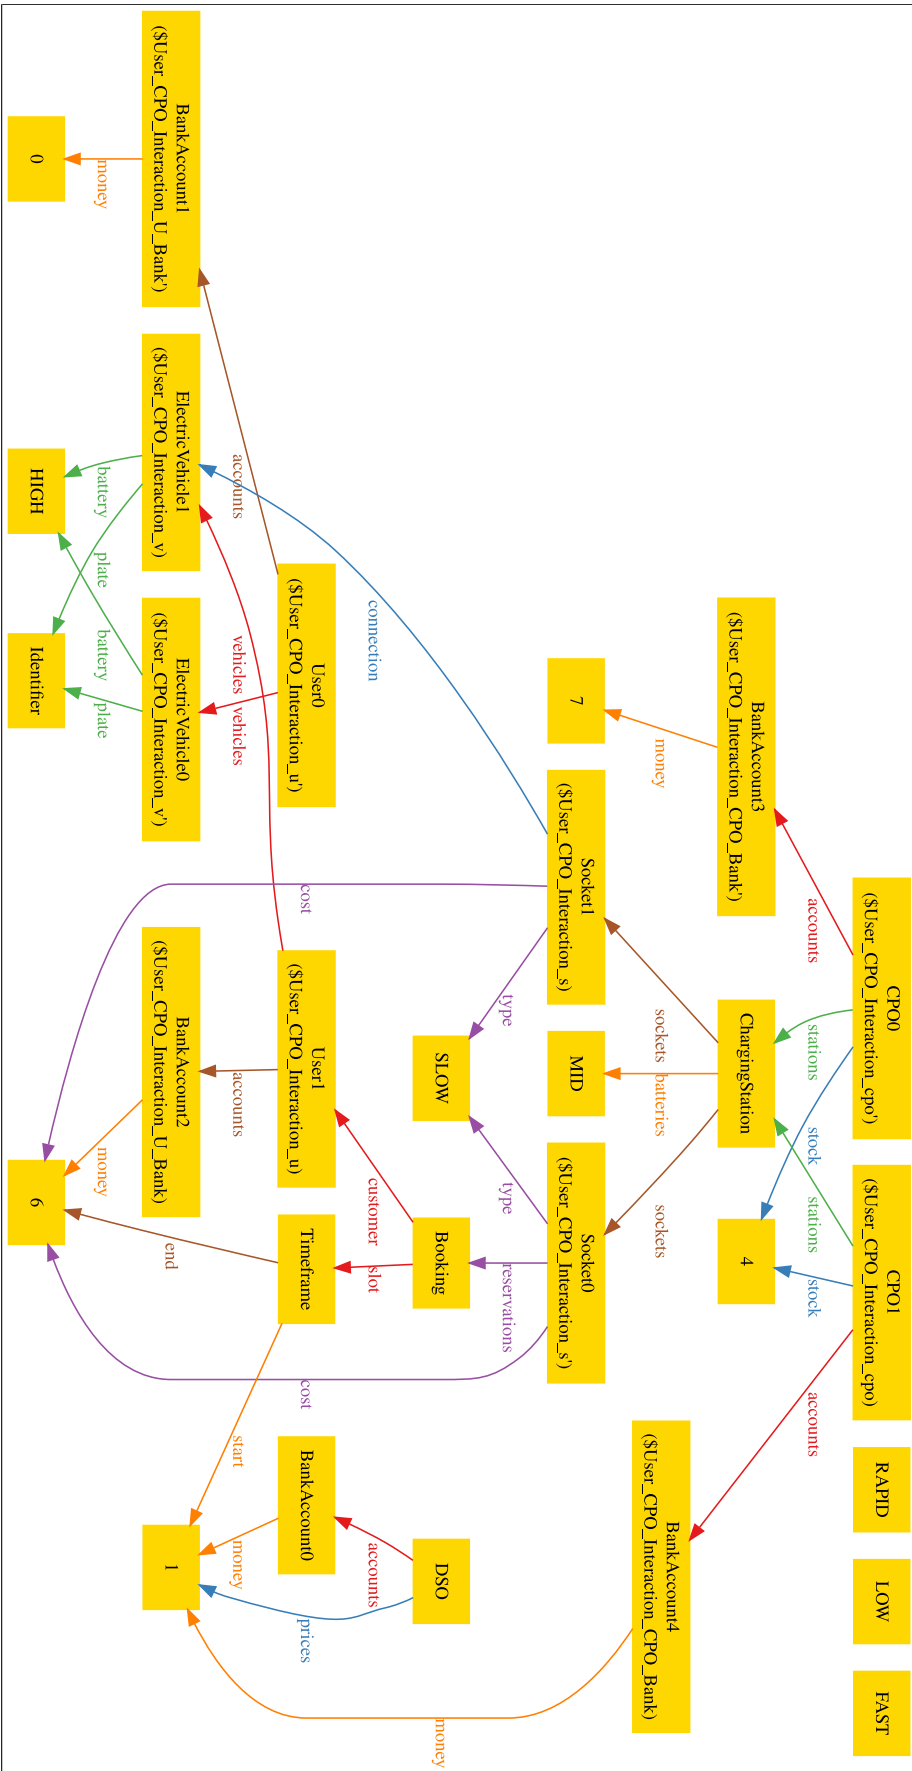 CPO0
($User_CPO_Interaction_cpo')
CPO1
($User_CPO_Interaction_cpo)
RAPID
LOW
FAST
accounts
stations
stock
stations
stock
accounts
BankAccount3
($User_CPO_Interaction_CPO_Bank')
ChargingStation
4
BankAccount4
($User_CPO_Interaction_CPO_Bank)
money
sockets
batteries
sockets
7
Socket1
($User_CPO_Interaction_s)
MID
Socket0
($User_CPO_Interaction_s')
type
type
reservations
SLOW
Booking
DSO
money
connection
customer
slot
accounts
User0
($User_CPO_Interaction_u')
cost
User1
($User_CPO_Interaction_u)
Timeframe
cost
BankAccount0
prices
accounts
vehicles
vehicles
accounts
end
start
money
BankAccount1
($User_CPO_Interaction_U_Bank')
ElectricVehicle1
($User_CPO_Interaction_v)
ElectricVehicle0
($User_CPO_Interaction_v')
BankAccount2
($User_CPO_Interaction_U_Bank)
1
money
battery
plate
battery
plate
money
0
HIGH
Identifier
6